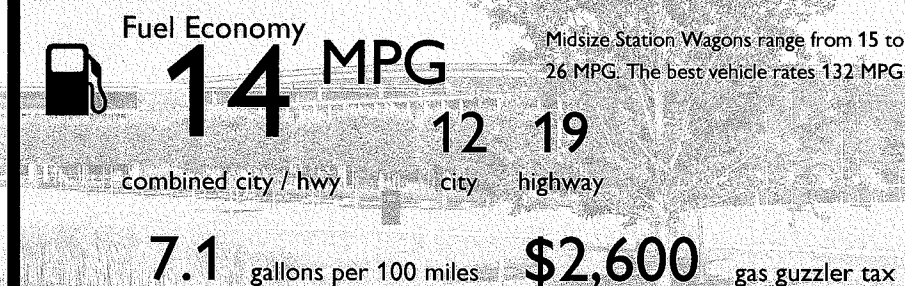 Fuel Economy
14 MPG
Midsize Station Wagons range from 15 to
26 MPG. The best vehicle rates 132 MPG
12 19
combined city / hwy city highway
7.1 gallons per 100 miles $2,600 gas guzzler tax